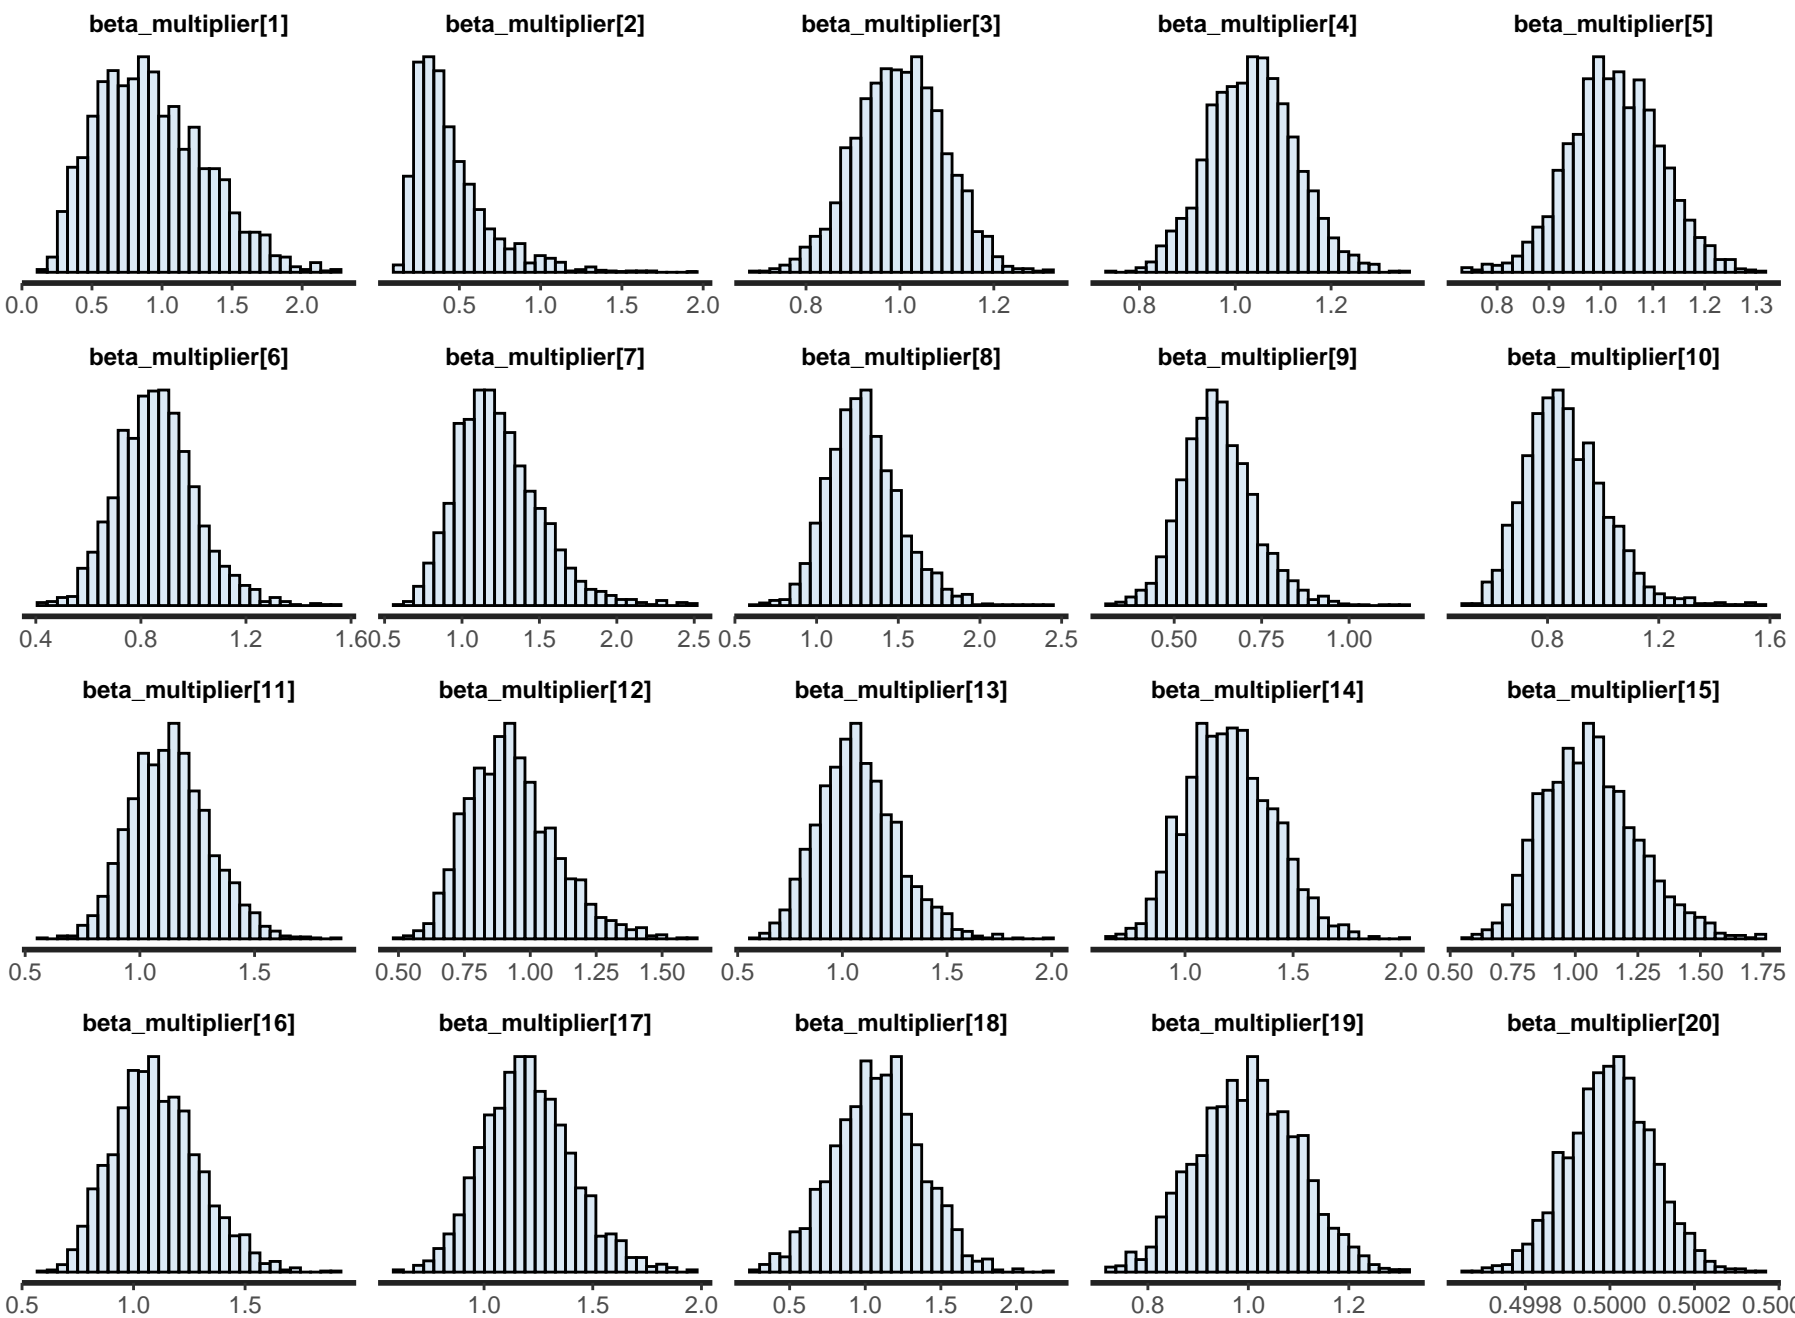 beta_multiplier[1] beta_multiplier[2] beta_multiplier[3] beta_multiplier[4] beta_multiplier[5]
0.0 0.5 1.0 1.5 2.0 0.5 1.0 1.5 2.0 0.8 1.0 1.2 0.8 1.0 1.2 0.8 0.9 1.0 1.1 1.2 1.3
beta_multiplier[6] beta_multiplier[7] beta_multiplier[8] beta_multiplier[9] beta_multiplier[10]
0.4 0.8 1.2 1.6 0.5 1.0 1.5 2.0 2.5 0.5 1.0 1.5 2.0 2.5 0.50 0.75 1.00 0.8 1.2 1.6
beta_multiplier[11] beta_multiplier[12] beta_multiplier[13] beta_multiplier[14] beta_multiplier[15]
0.5 1.0 1.5 0.50 0.75 1.00 1.25 1.50 0.5 1.0 1.5 2.0 1.0 1.5 2.0 0.50 0.75 1.00 1.25 1.50 1.75
beta_multiplier[16] beta_multiplier[17] beta_multiplier[18] beta_multiplier[19] beta_multiplier[20]
0.5 1.0 1.5 1.0 1.5 2.0 0.5 1.0 1.5 2.0 0.8 1.0 1.2 0.4998 0.5000 0.5002